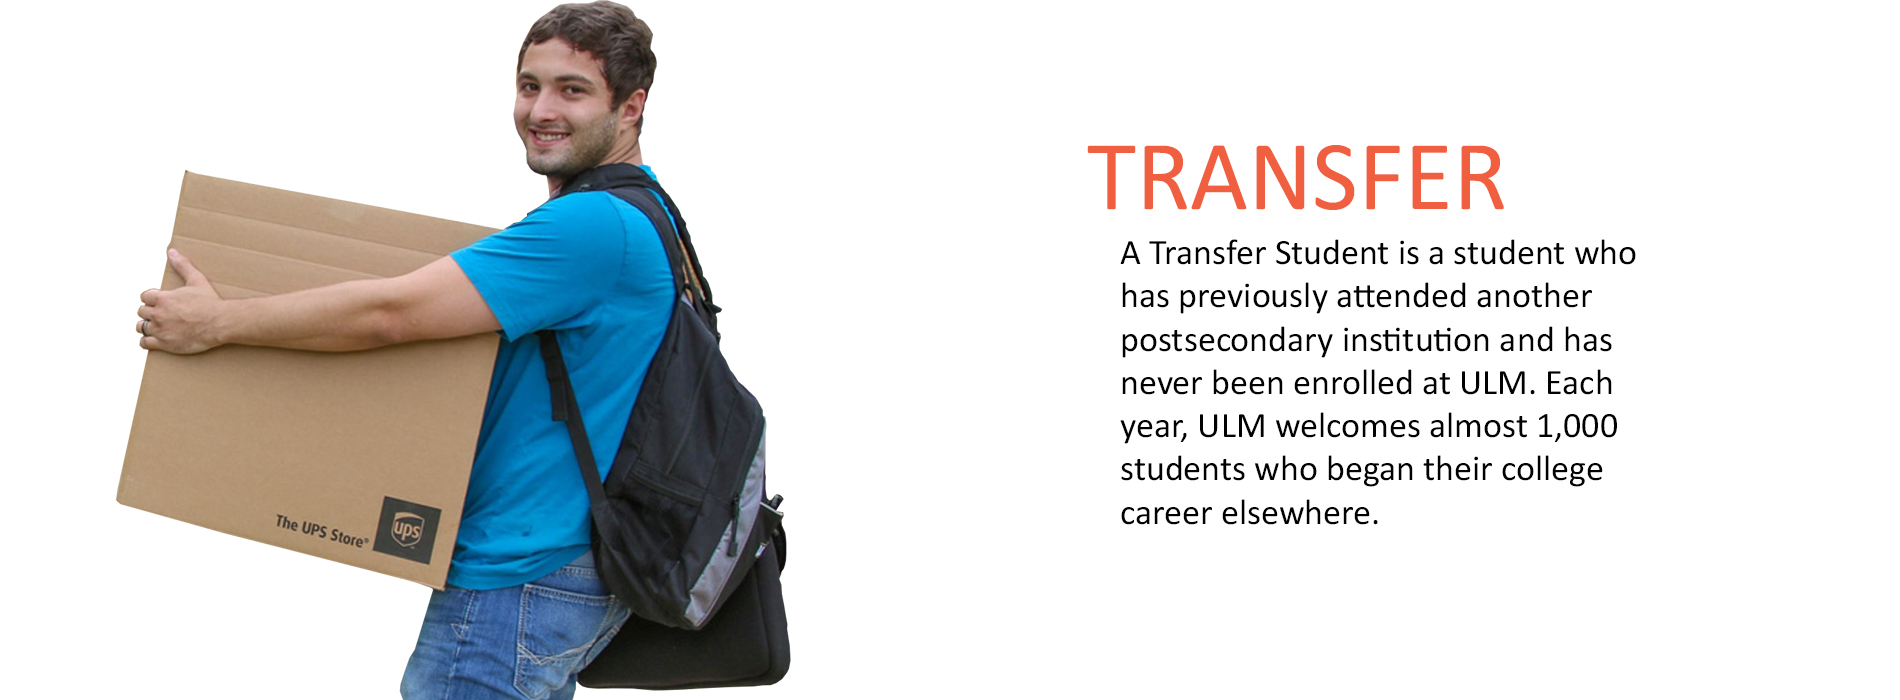 TRANSFER
A Transfer Student is a student who
has previously attended another
postsecondary institution and has
never been enrolled at ULM. Each
year, ULM welcomes almost 1,000
students who began their college
career elsewhere.
The UPS Store®
ups